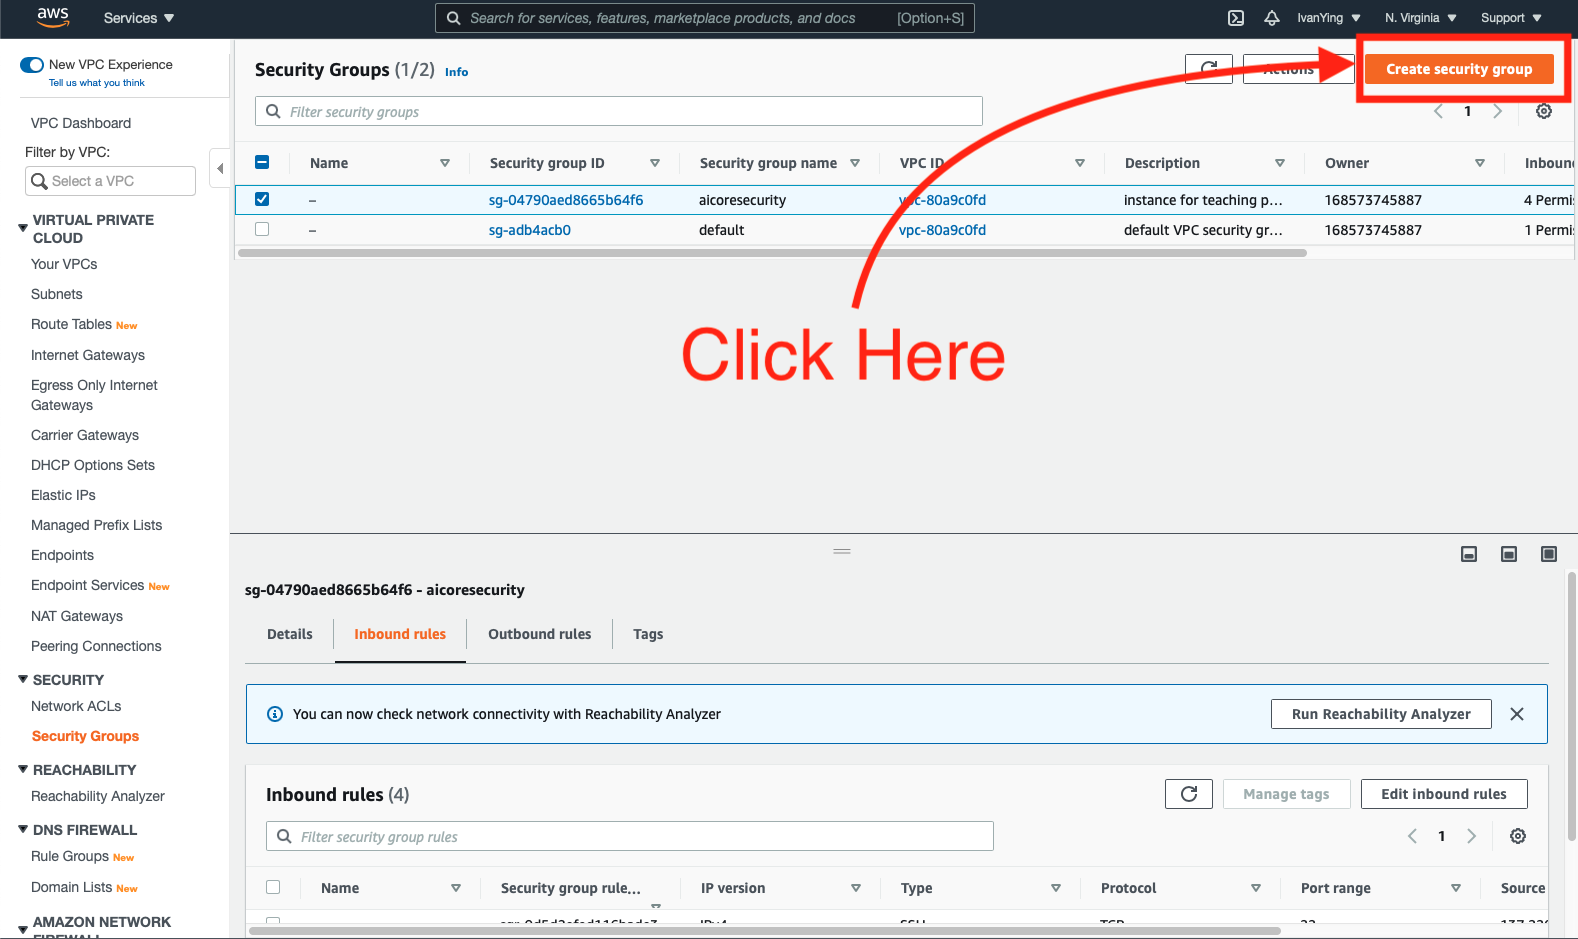 aws Services Search for services, features, marketplace products, and docs [Option+S] IvanYing N. Virginia Support
New VPC Experience
Tell us what you think
VPC Dashboard
Filter by VPC:
Select a VPC
VIRTUAL PRIVATE
CLOUD
Your VPCs
Subnets
Route Tables New
Internet Gateways
Egress Only Internet
Gateways
Carrier Gateways
DHCP Options Sets
Elastic IPs
Managed Prefix Lists
Endpoints
Endpoint Services New
NAT Gateways
Peering Connections
SECURITY
Network ACLs
Security Groups
REACHABILITY
Reachability Analyzer
DNS FIREWALL
Rule Groups New
Domain Lists New
AMAZON NETWORK
FIREWALL
Security Groups (1/2) Info Actions Create security group
Filter security groups 1
Name Security group ID Security group name VPC ID Description Owner Inboun
– sg-04790aed8665b64f6 aicoresecurity vpc-80a9c0fd instance for teaching p... 168573745887 4 Permi
– sg-adb4acb0 default vpc-80a9c0fd default VPC security gr... 168573745887 1 Permi
Click Here
sg-04790aed8665b64f6 - aicoresecurity
Details Inbound rules Outbound rules Tags
You can now check network connectivity with Reachability Analyzer Run Reachability Analyzer
Inbound rules (4) Manage tags Edit inbound rules
Filter security group rules 1
Name Security group rule... IP version Type Protocol Port range Source
IPv4 SSH TCP 22